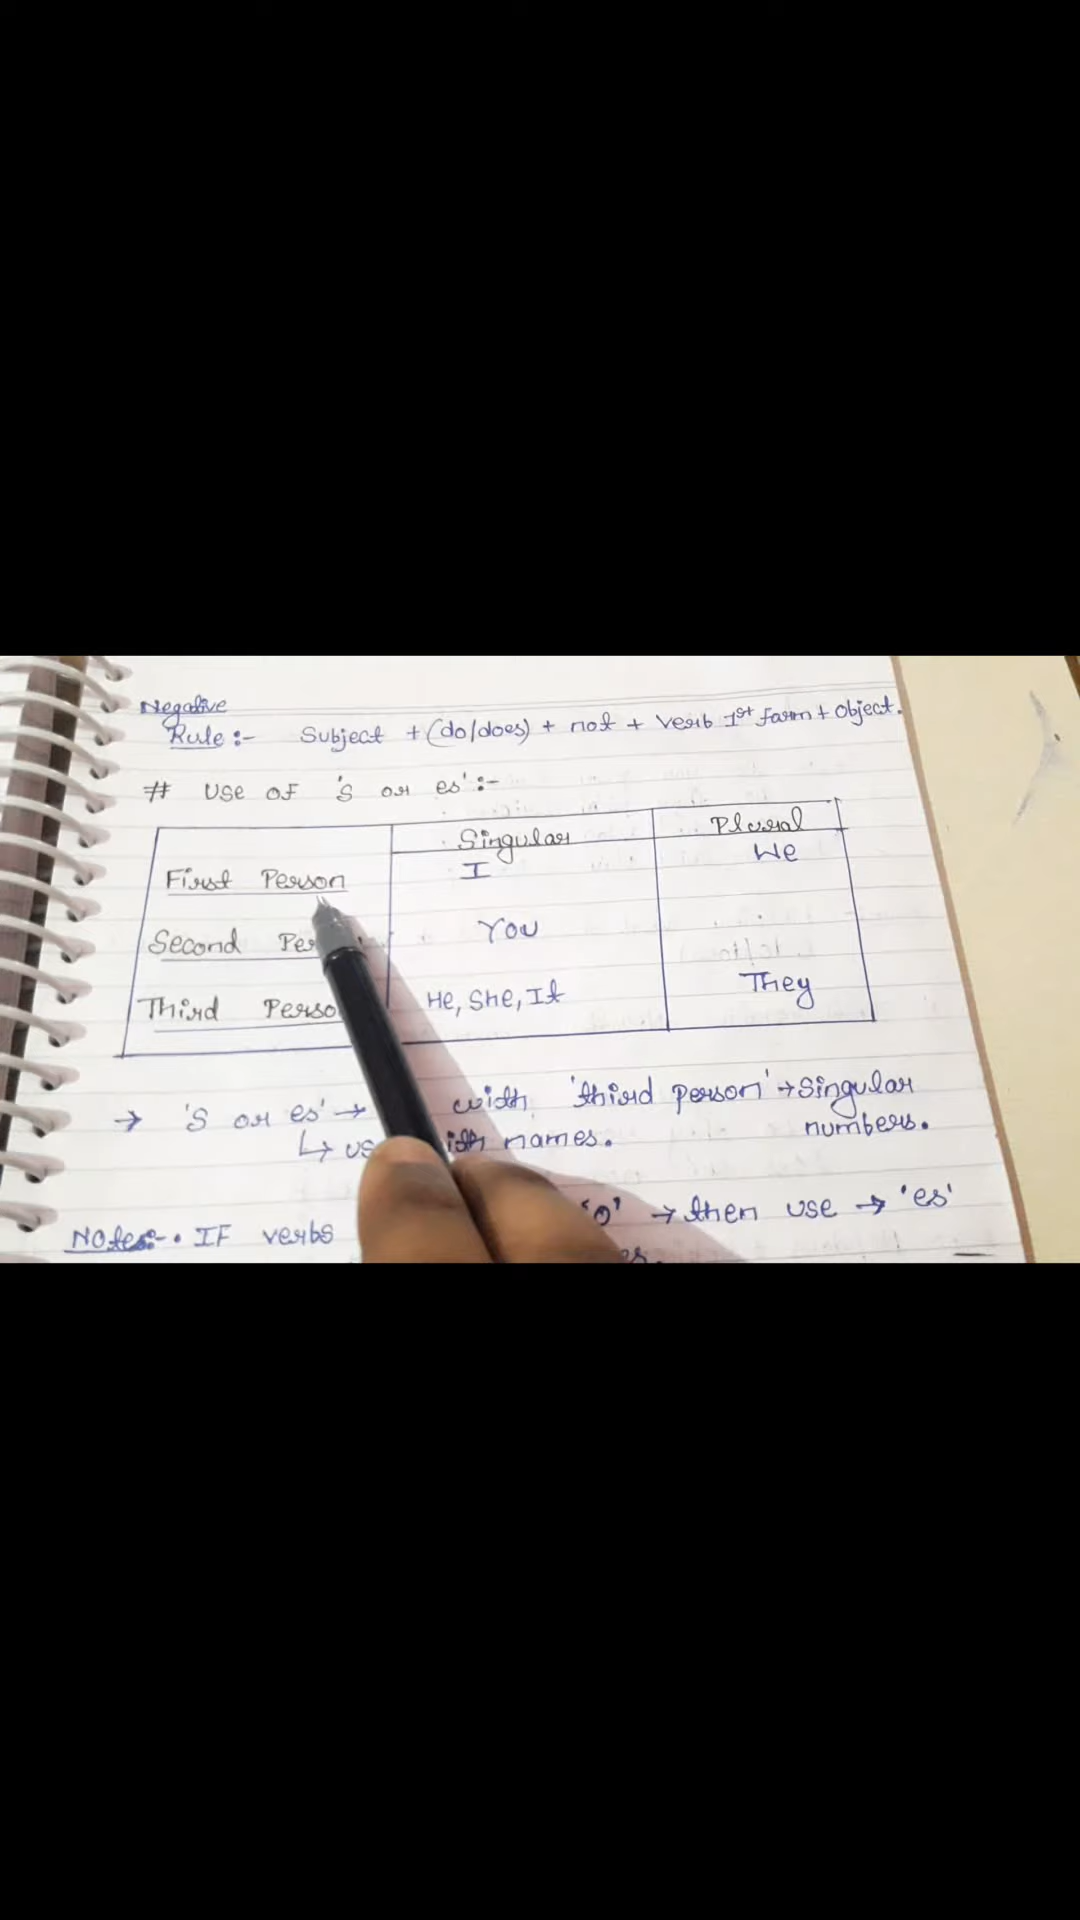 Negative
Rule:- Subject + (do/does) + not + verb 1st form + Object.
# Use of 's or es':-
Singular Plural
First Person I We
Second You
Third He, She, It They
→ 's or es' → with 'third person' → Singular
numbers.
↳ names.
Notes:- • IF verbs 'o' → then use → 'es'